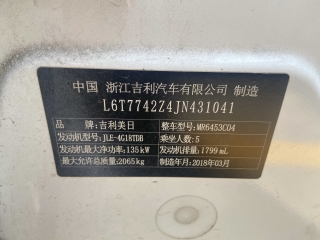 中国 浙江吉利汽车有限公司 制造
L6T7742Z4JN431041
品牌:吉利美日 整车型号:MR6453C04
发动机型号:JLE-4G18TDB 乘坐人数:5
发动机最大净功率:135kW 发动机排量:1799mL
最大允许总质量:2065kg 制造年月:2018年03月